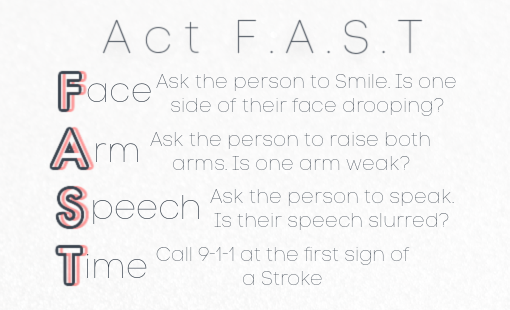 Act F.A.S.T
Face Ask the person to Smile. Is one
side of their face drooping?
Arm Ask the person to raise both
arms. Is one arm weak?
Speech Ask the person to speak.
Is their speech slurred?
Time Call 9-1-1 at the first sign of
a Stroke